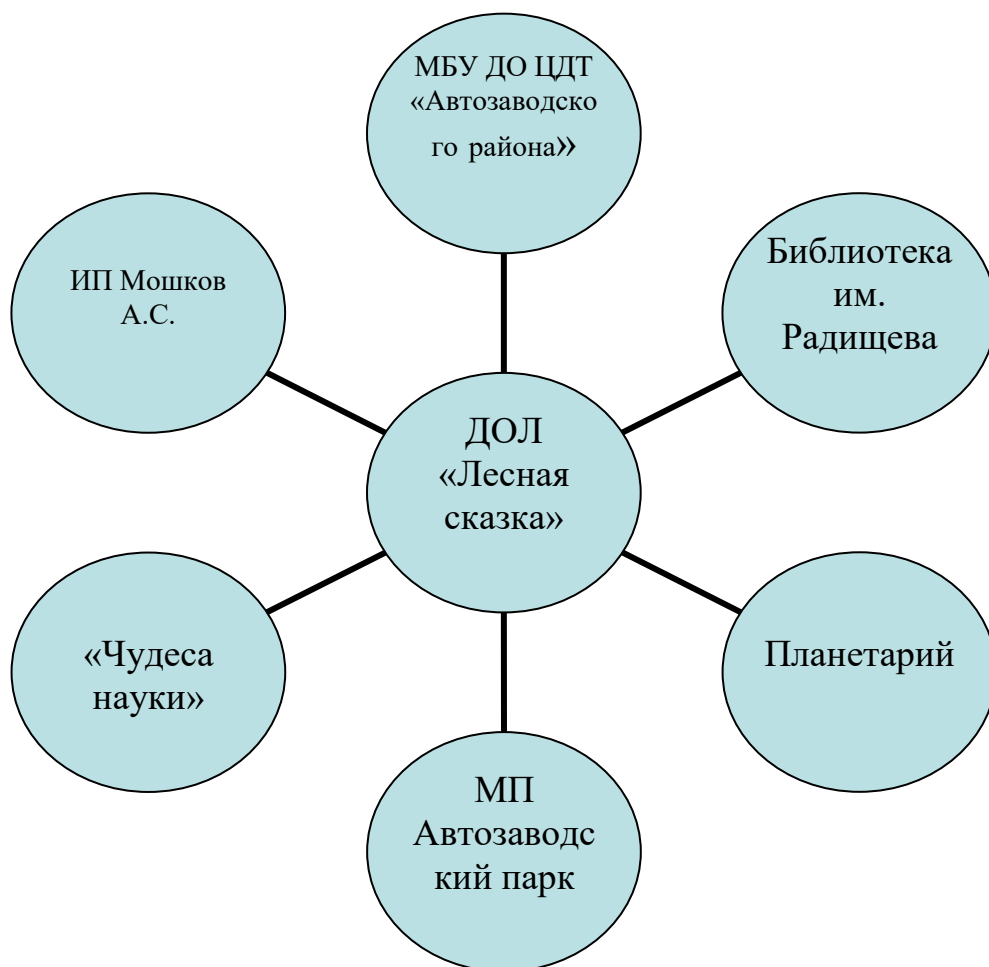 МБУ ДО ЦДТ
«Автозаводско
го района»
ИП Мошков
А.С.
Библиотека
им.
Радищева
ДОЛ
«Лесная
сказка»
«Чудеса
науки»
Планетарий
МП
Автозаводс
кий парк